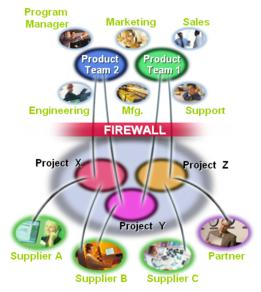 Program
Manager
Marketing
Sales
Product
Team 2
Product
Team 1
Engineering
Mfg.
Support
FIREWALL
Project X
Project Z
Project Y
Supplier A
Supplier B
Supplier C
Partner